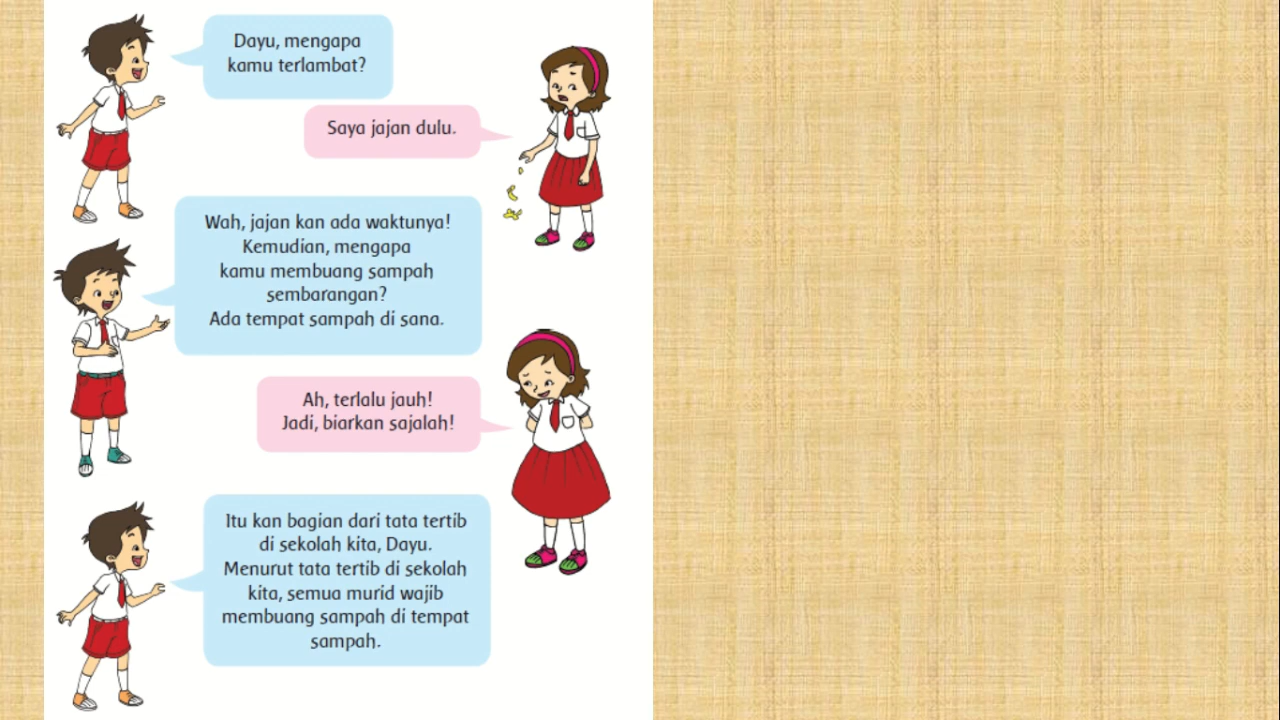 Dayu, mengapa
kamu terlambat?
Saya jajan dulu.
Wah, jajan kan ada waktunya!
Kemudian, mengapa
kamu membuang sampah
sembarangan?
Ada tempat sampah di sana.
Ah, terlalu jauh!
Jadi, biarkan sajalah!
Itu kan bagian dari tata tertib
di sekolah kita, Dayu.
Menurut tata tertib di sekolah
kita, semua murid wajib
membuang sampah di tempat
sampah.